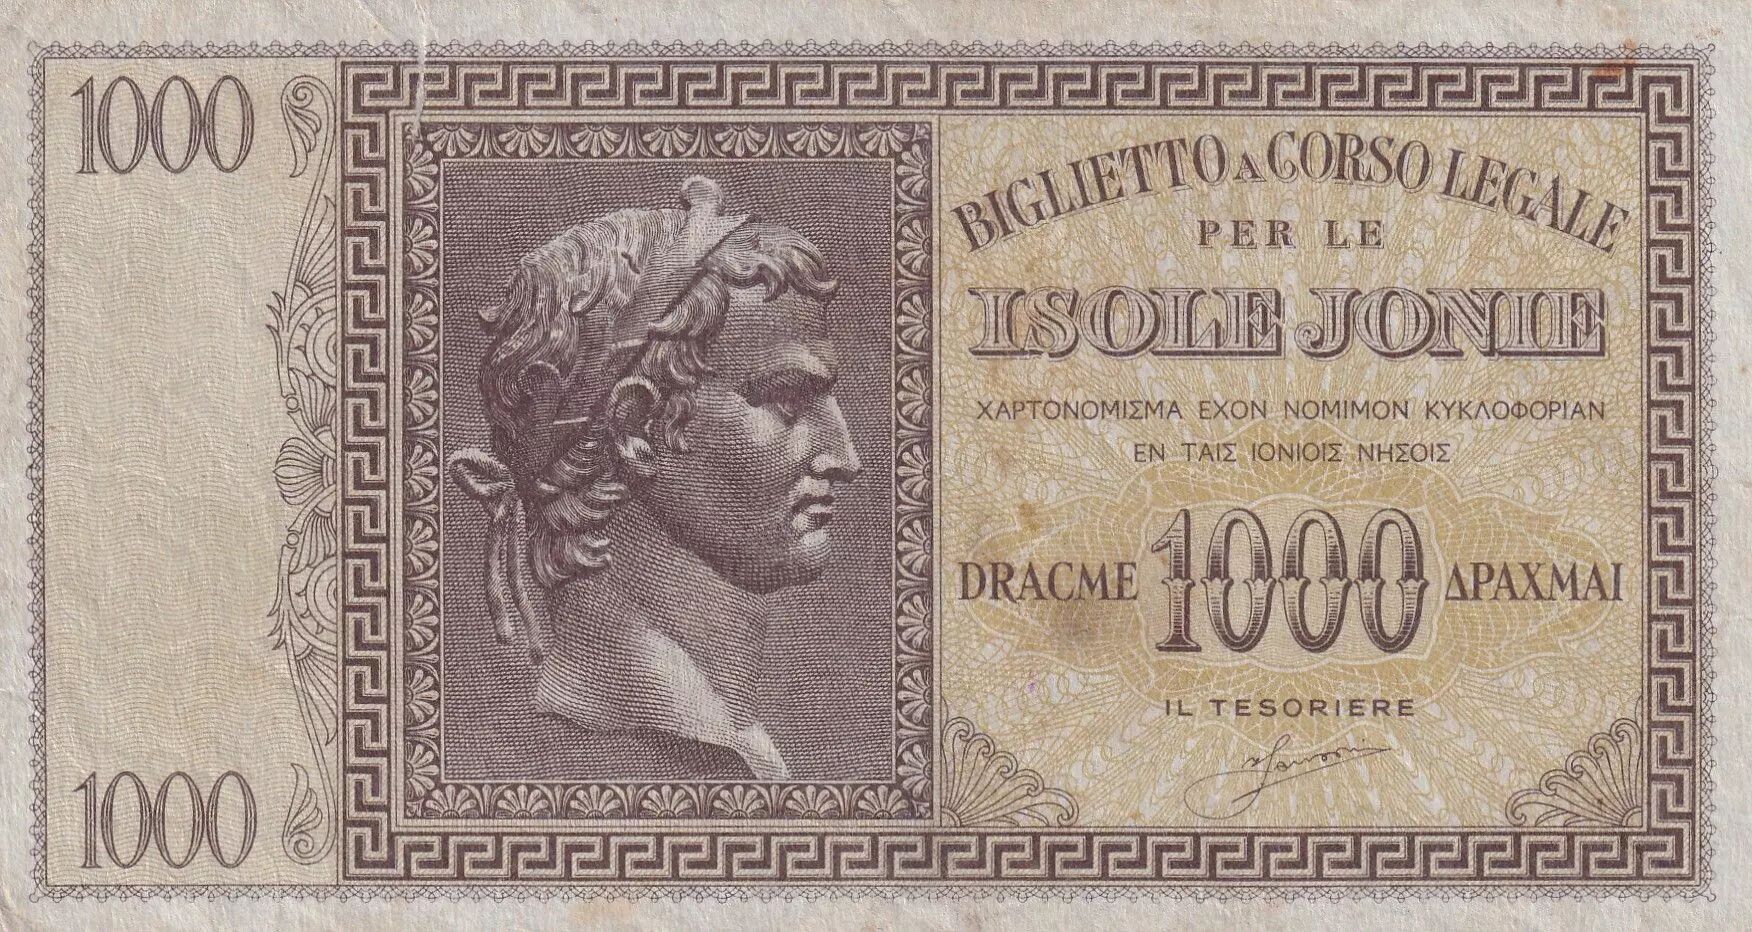 1000
BIGLIETTO A CORSO LEGALE
PER LE
ISOLE JONIE
ΧΑΡΤΟΝΟΜΙΣΜΑ ΕΧΟΝ ΝΟΜΙΜΟΝ ΚΥΚΛΟΦΟΡΙΑΝ
ΕΝ ΤΑΙΣ ΙΟΝΙΟΙΣ ΝΗΣΟΙΣ
DRACME 1000 ΔΡΑΧΜΑΙ
IL TESORIERE
1000